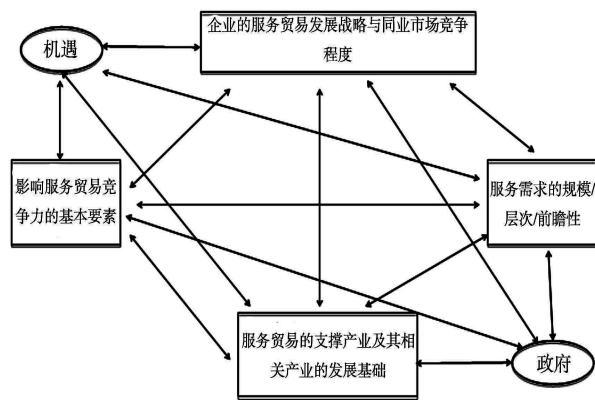 企业的服务贸易发展战略与同业市场竞争
程度
机遇
影响服务贸易竞
争力的基本要素
服务需求的规模/
层次/前瞻性
服务贸易的支撑产业及其相
关产业的发展基础
政府